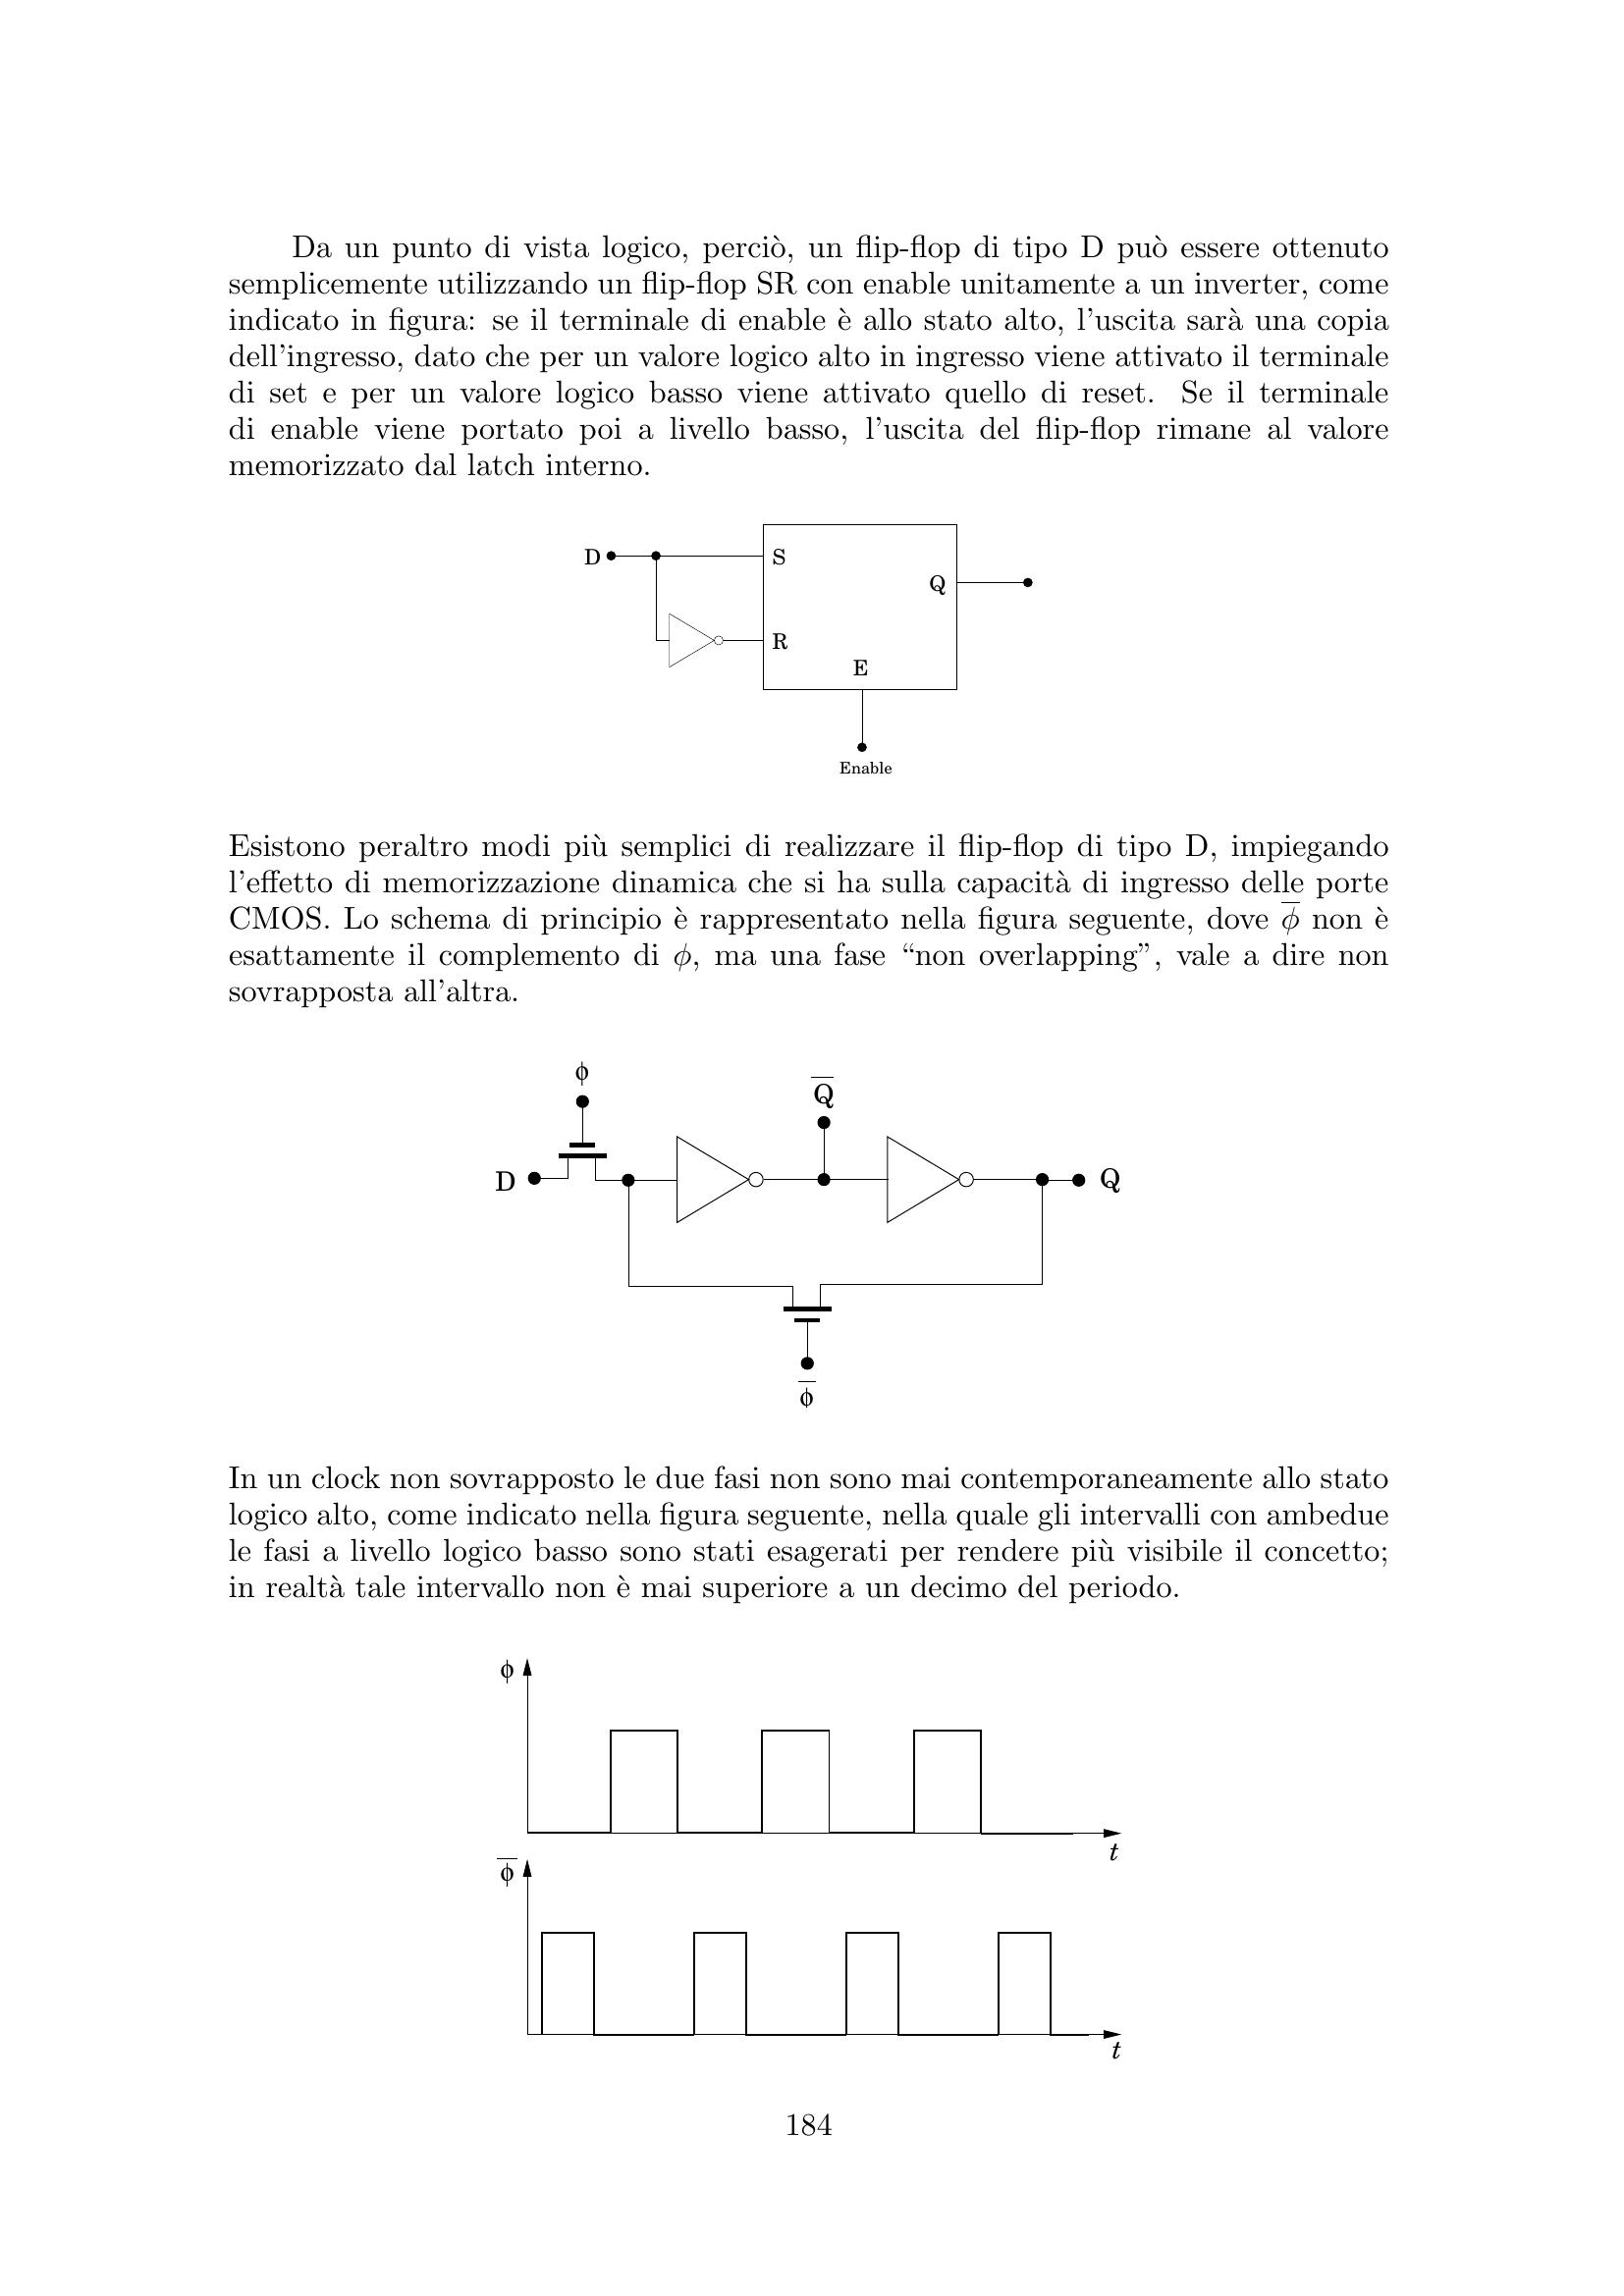 Da un punto di vista logico, perciò, un flip-flop di tipo D può essere ottenuto
semplicemente utilizzando un flip-flop SR con enable unitamente a un inverter, come
indicato in figura: se il terminale di enable è allo stato alto, l'uscita sarà una copia
dell'ingresso, dato che per un valore logico alto in ingresso viene attivato il terminale
di set e per un valore logico basso viene attivato quello di reset. Se il terminale
di enable viene portato poi a livello basso, l'uscita del flip-flop rimane al valore
memorizzato dal latch interno.
D
S
Q
R
E
Enable
Esistono peraltro modi più semplici di realizzare il flip-flop di tipo D, impiegando
l'effetto di memorizzazione dinamica che si ha sulla capacità di ingresso delle porte
CMOS. Lo schema di principio è rappresentato nella figura seguente, dove ϕ̅ non è
esattamente il complemento di ϕ, ma una fase “non overlapping”, vale a dire non
sovrapposta all'altra.
ϕ
Q̅
D
Q
ϕ̅
In un clock non sovrapposto le due fasi non sono mai contemporaneamente allo stato
logico alto, come indicato nella figura seguente, nella quale gli intervalli con ambedue
le fasi a livello logico basso sono stati esagerati per rendere più visibile il concetto;
in realtà tale intervallo non è mai superiore a un decimo del periodo.
ϕ
t
ϕ̅
t
184